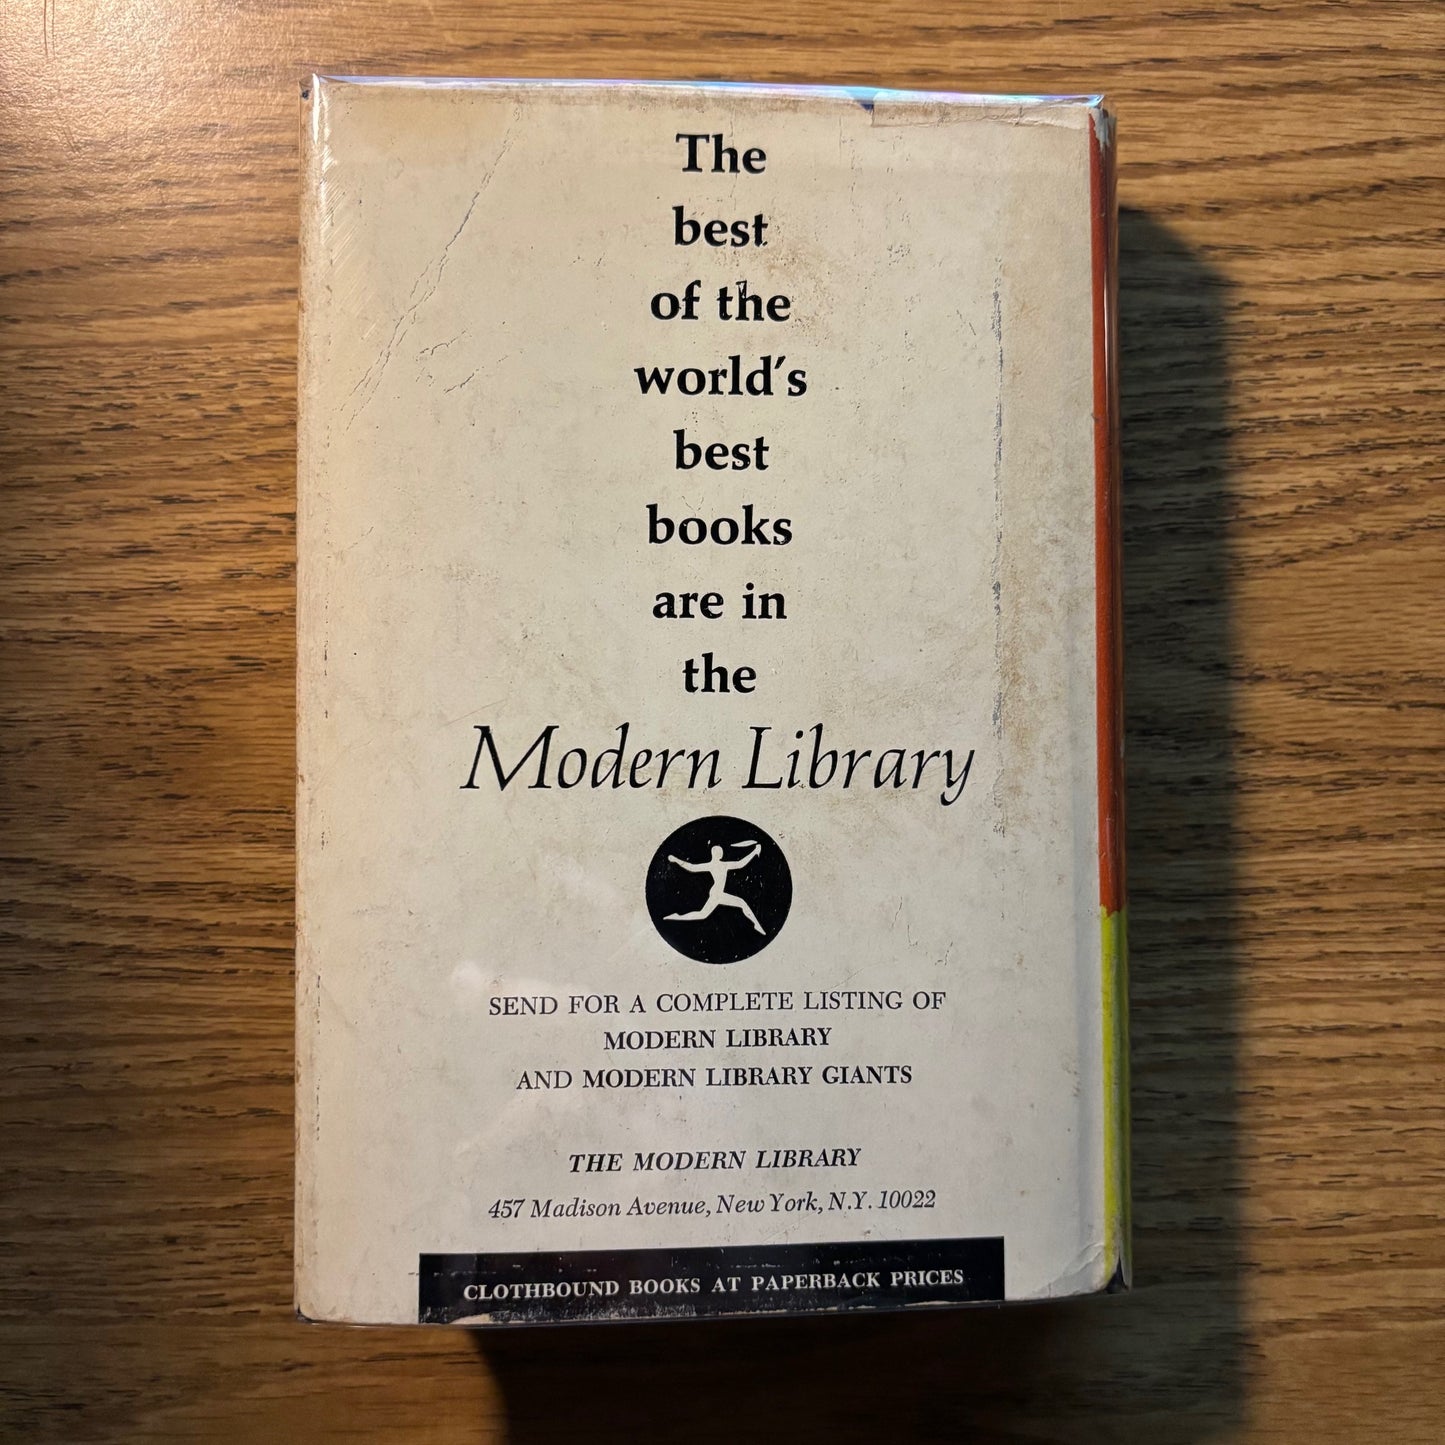 The
best
of the
world's
best
books
are in
the
Modern Library
SEND FOR A COMPLETE LISTING OF
MODERN LIBRARY
AND MODERN LIBRARY GIANTS
THE MODERN LIBRARY
457 Madison Avenue, New York, N.Y. 10022
CLOTHBOUND BOOKS AT PAPERBACK PRICES